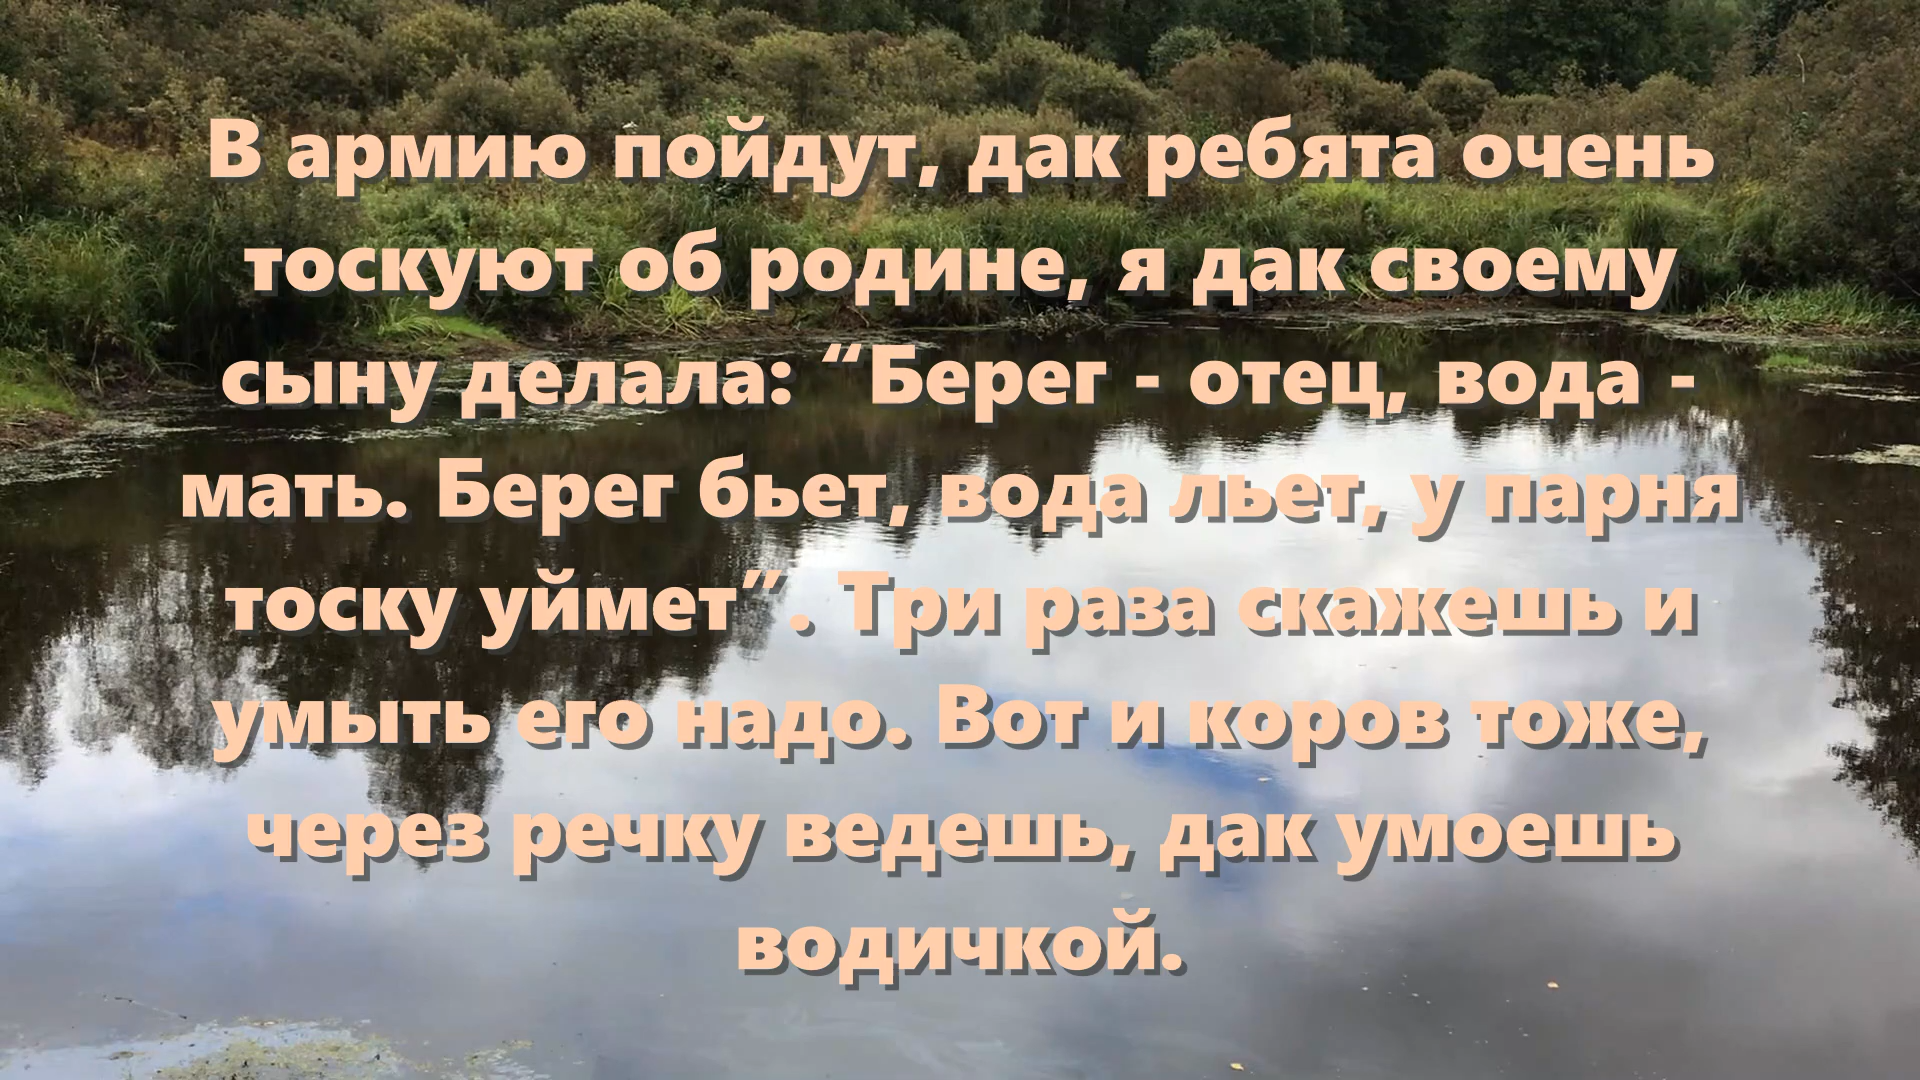 В армию пойдут, дак ребята очень
тоскуют об родине, я дак своему
сыну делала: “Берег - отец, вода -
мать. Берег бьет, вода льет, у парня
тоску уймет”. Три раза скажешь и
умыть его надо. Вот и коров тоже,
через речку ведешь, дак умоешь
водичкой.